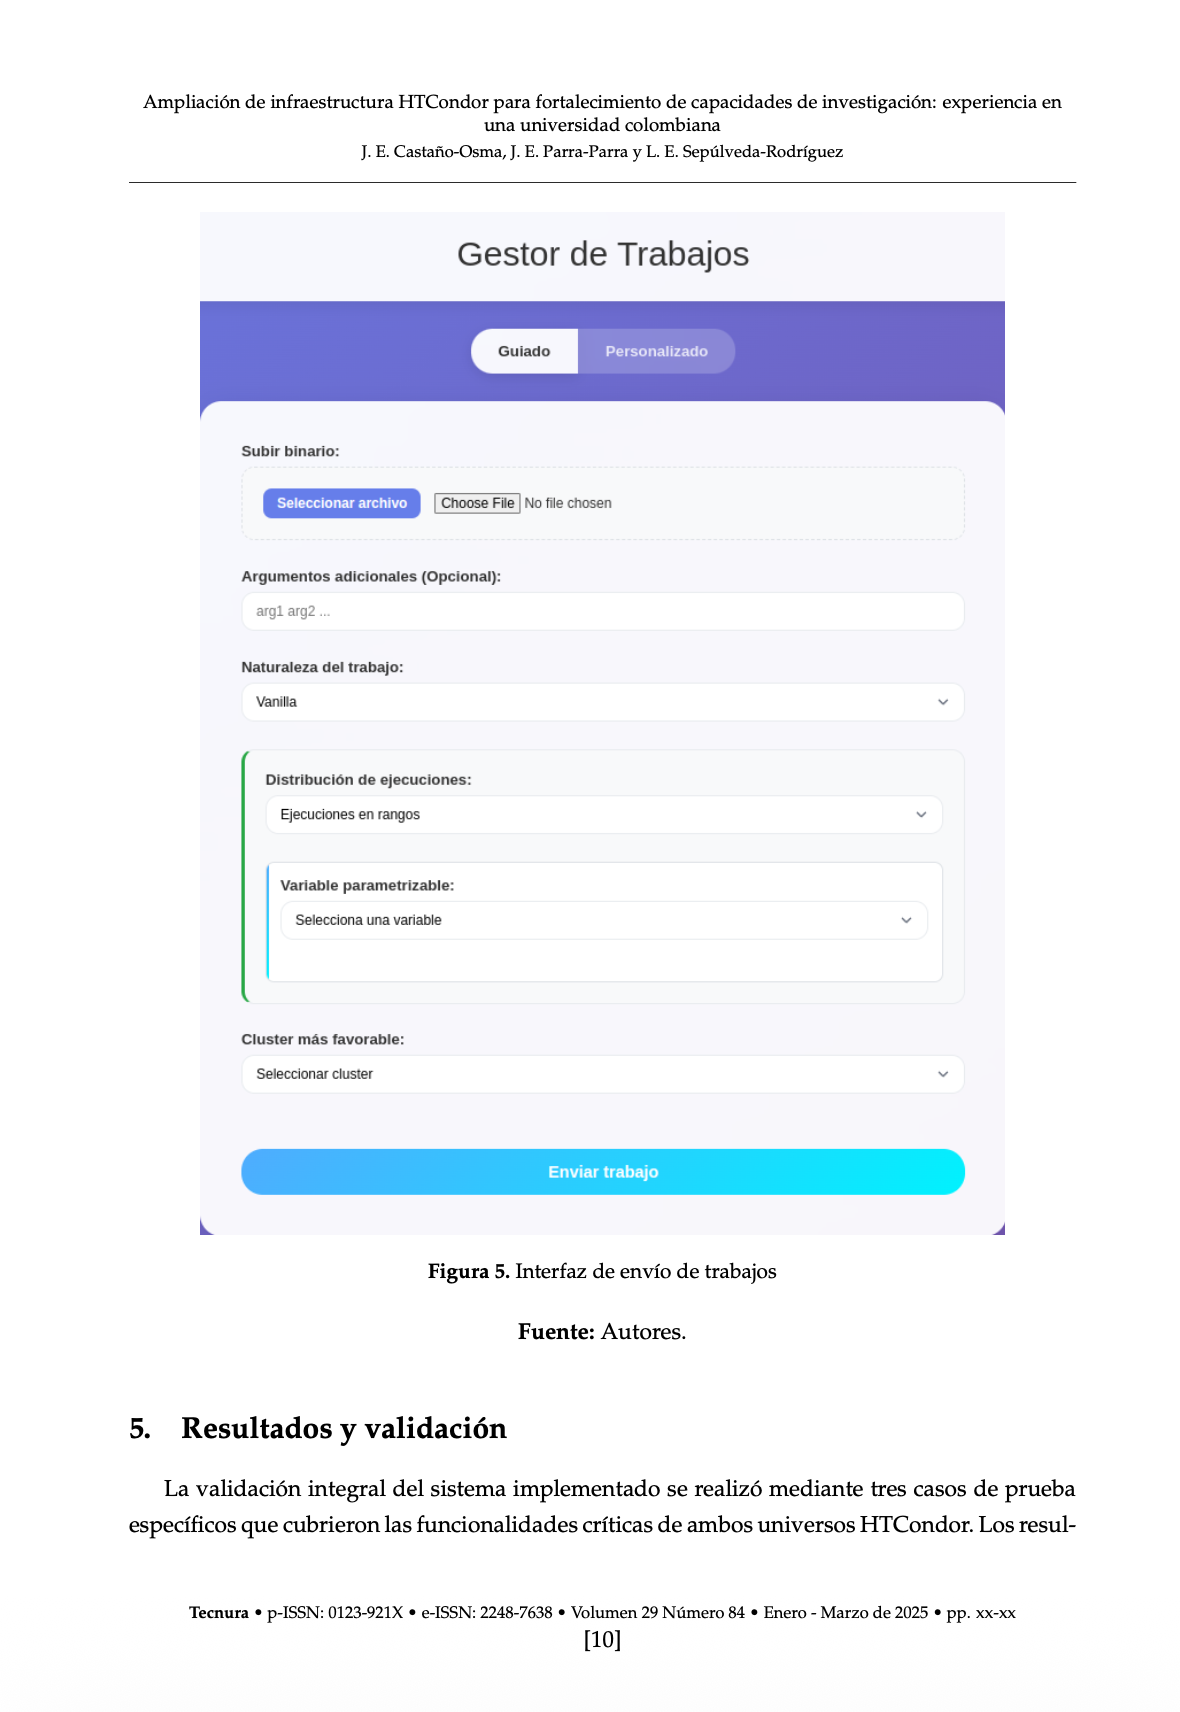 Ampliación de infraestructura HTCondor para fortalecimiento de capacidades de investigación: experiencia en
una universidad colombiana
J. E. Castaño-Osma, J. E. Parra-Parra y L. E. Sepúlveda-Rodríguez
Gestor de Trabajos
Guiado Personalizado
Subir binario:
Seleccionar archivo Choose File No file chosen
Argumentos adicionales (Opcional):
arg1 arg2 ...
Naturaleza del trabajo:
Vanilla
Distribución de ejecuciones:
Ejecuciones en rangos
Variable parametrizable:
Selecciona una variable
Cluster más favorable:
Seleccionar cluster
Enviar trabajo
Figura 5. Interfaz de envío de trabajos
Fuente: Autores.
5. Resultados y validación
La validación integral del sistema implementado se realizó mediante tres casos de prueba
específicos que cubrieron las funcionalidades críticas de ambos universos HTCondor. Los resul-
Tecnura • p-ISSN: 0123-921X • e-ISSN: 2248-7638 • Volumen 29 Número 84 • Enero - Marzo de 2025 • pp. xx-xx
[10]